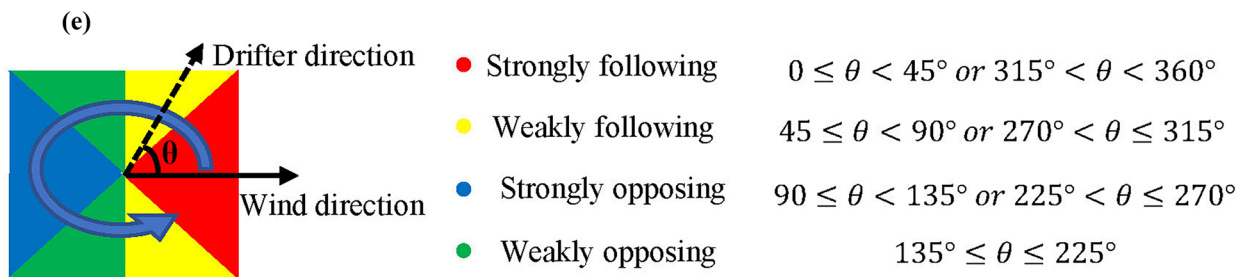 (e)
Drifter direction
θ
Wind direction
Strongly following 0 ≤ θ < 45° or 315° < θ < 360°
Weakly following 45 ≤ θ < 90° or 270° < θ ≤ 315°
Strongly opposing 90 ≤ θ < 135° or 225° < θ ≤ 270°
Weakly opposing 135° ≤ θ ≤ 225°